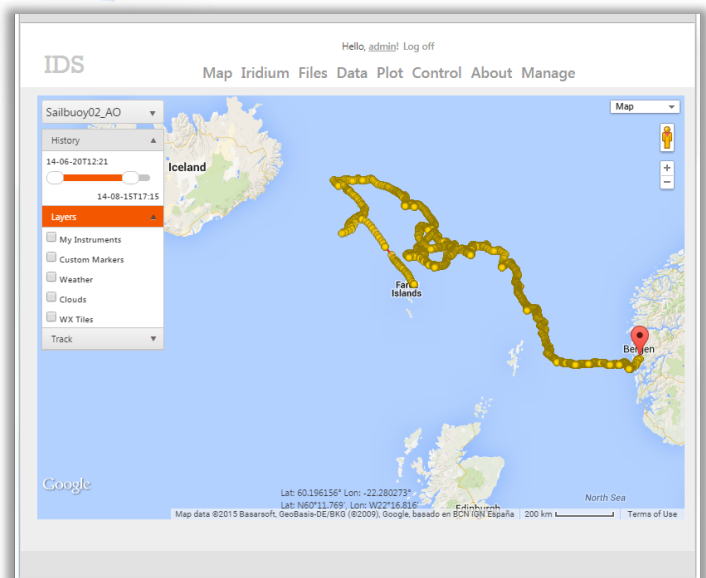 Hello, admin! Log off
IDS
Map Iridium Files Data Plot Control About Manage
Sailbuoy02_AO
Map
History
14-06-20T12:21
14-08-15T17:15
Layers
My Instruments
Custom Markers
Weather
Clouds
WX Tiles
Track
Iceland
Faroe
Islands
Bergen
Edinburgh
North Sea
Google
Lat: 60.196156° Lon: -22.280273°
Lat: N60°11.769', Lon: W22°16.816'
Map data ©2015 Basarsoft, GeoBasis-DE/BKG (©2009), Google, basado en BCN IGN España
200 km
Terms of Use